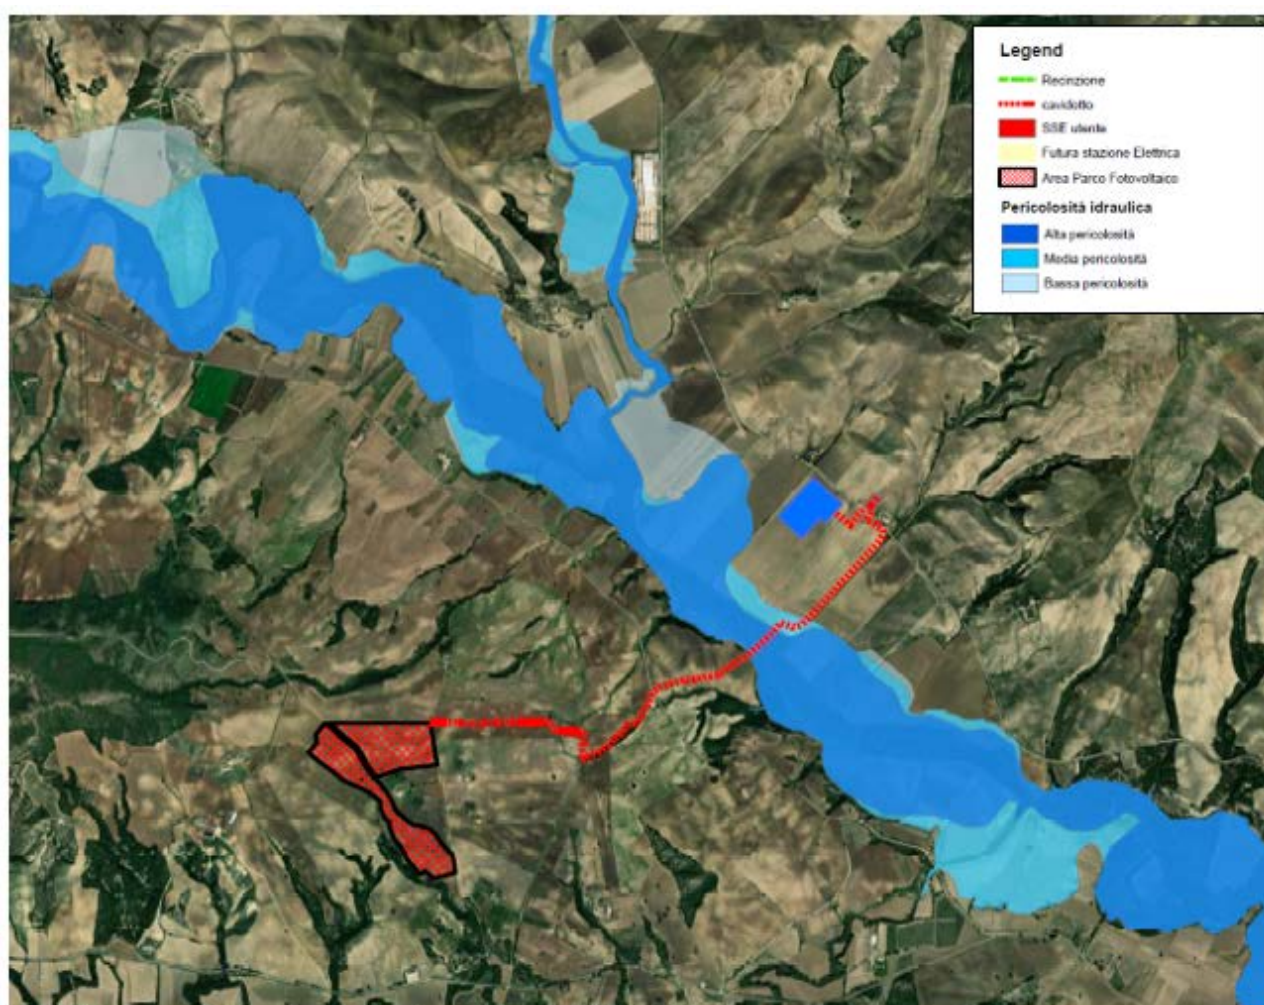 Legend
Recinzione
cavidotto
SSE utente
Futura stazione Elettrica
Area Parco Fotovoltaico
Pericolosità idraulica
Alta pericolosità
Media pericolosità
Bassa pericolosità